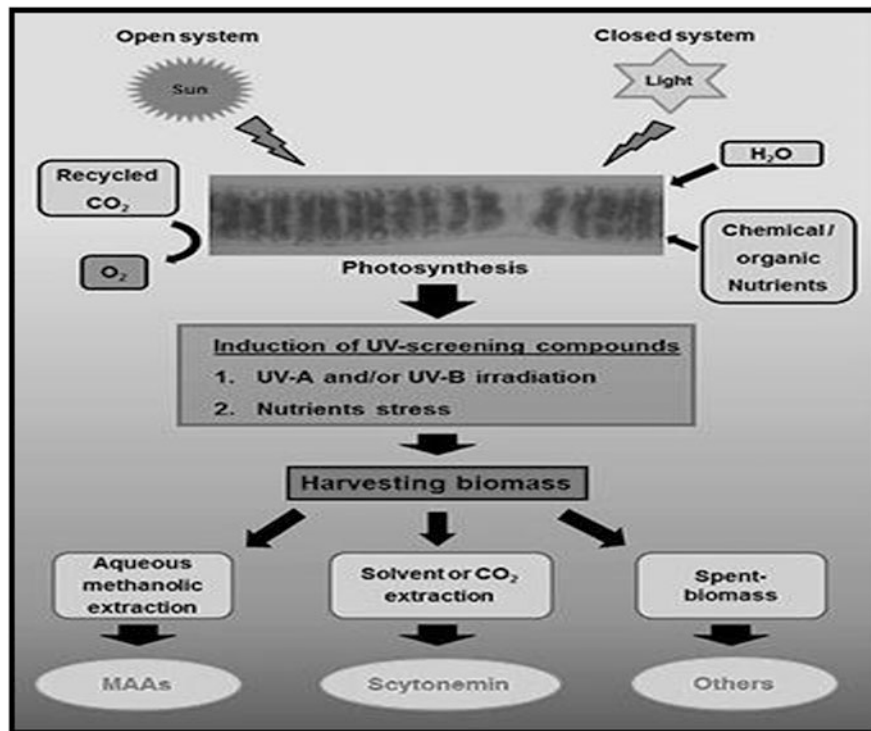 Open system
Closed system
Sun
Light
H₂O
Recycled
CO₂
O₂
Chemical /
organic
Nutrients
Photosynthesis
Induction of UV-screening compounds
1. UV-A and/or UV-B irradiation
2. Nutrients stress
Harvesting biomass
Aqueous
methanolic
extraction
Solvent or CO₂
extraction
Spent-
biomass
MAAs
Scytonemin
Others